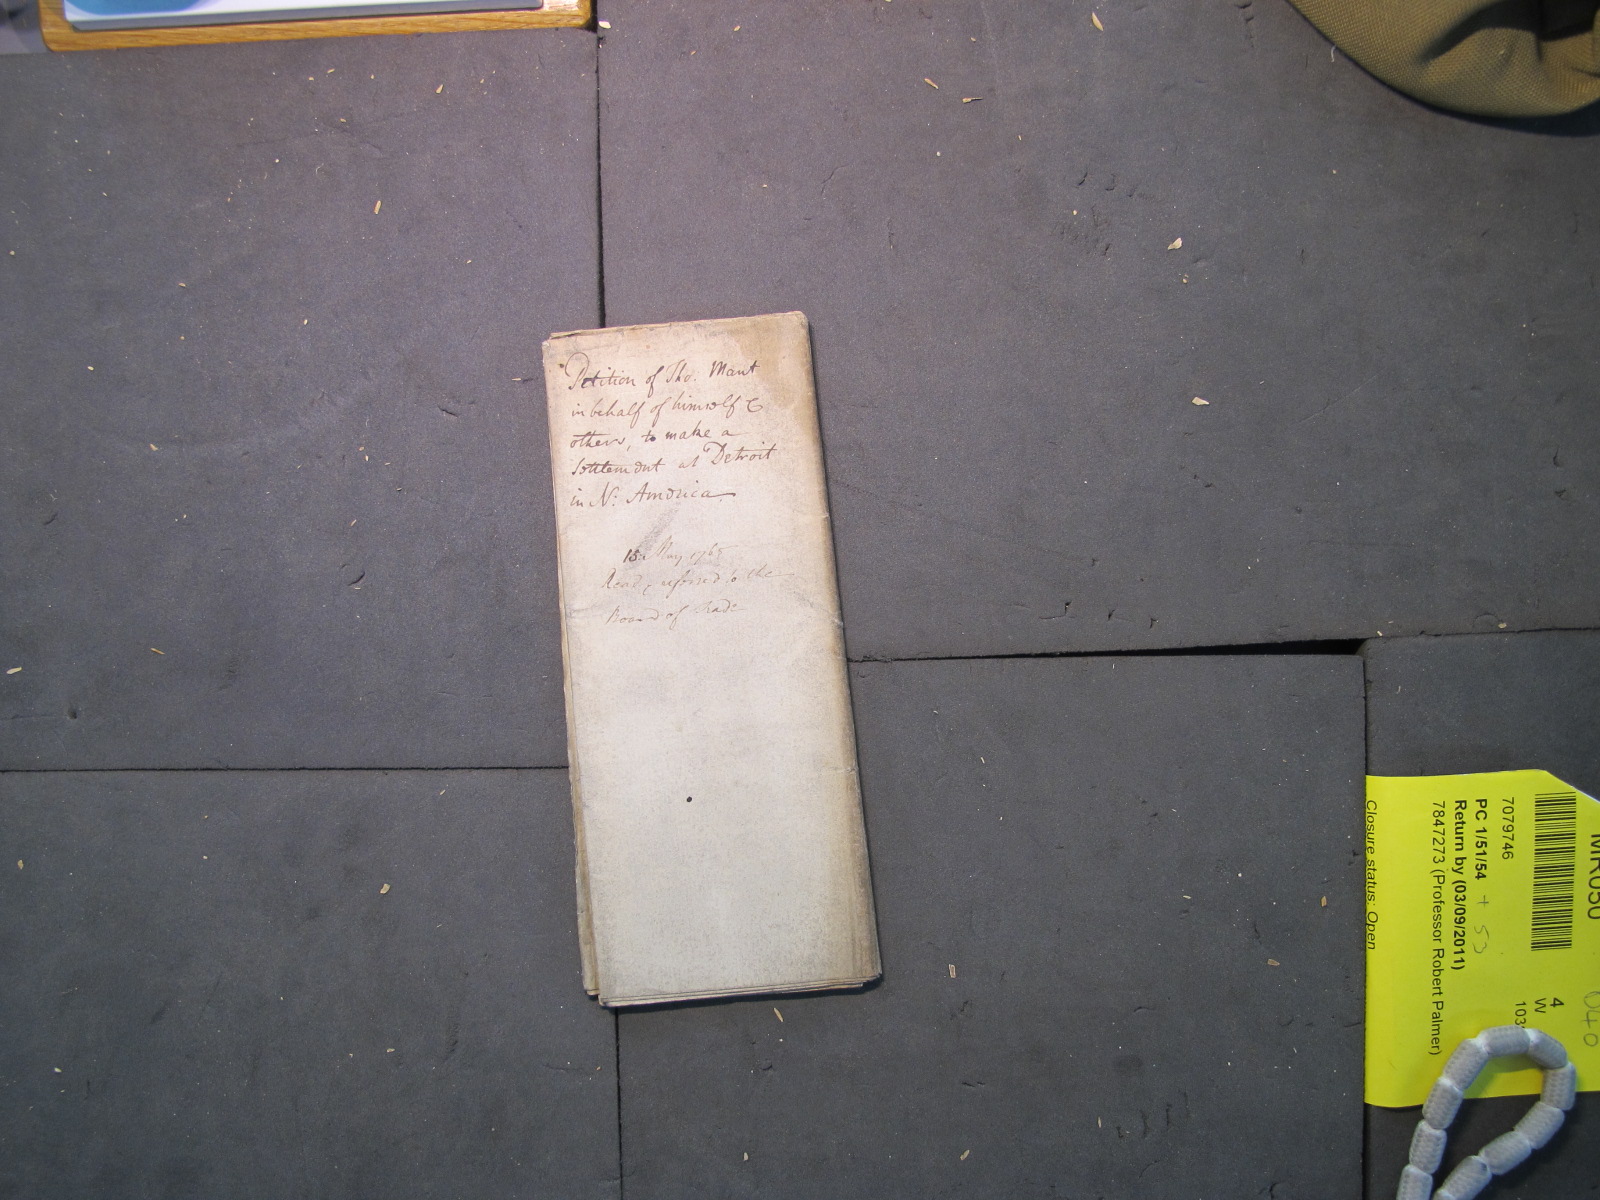 Petition of Tho. Mant
in behalf of himself &
others, to make a
Settlement at Detroit
in N. America.
15 May 1765
Read, referred to the
Board of Trade
7079746
PC 1/51/54 + 53
Return by (03/09/2011)
7847273 (Professor Robert Palmer)
Closure status: Open
4
W
040